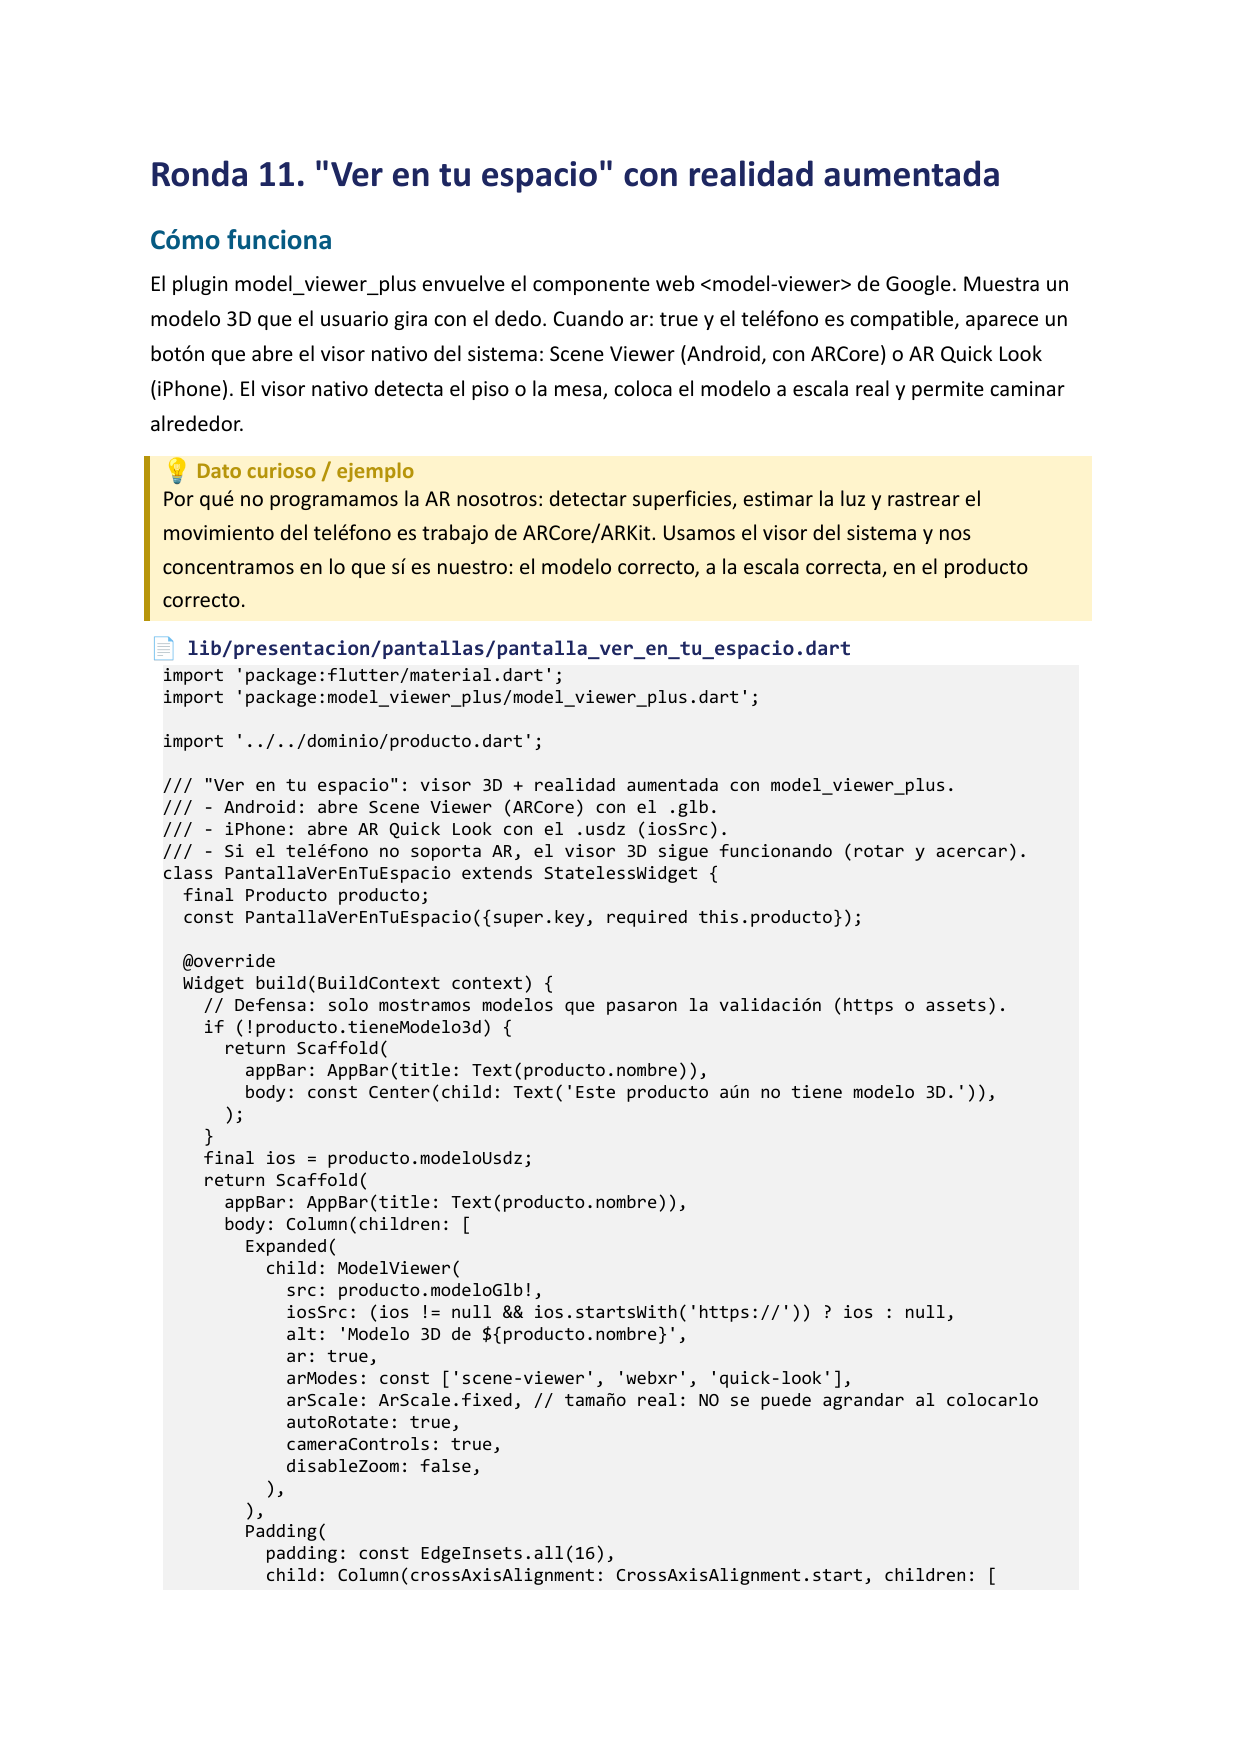 Ronda 11. "Ver en tu espacio" con realidad aumentada
Cómo funciona
El plugin model_viewer_plus envuelve el componente web <model-viewer> de Google. Muestra un
modelo 3D que el usuario gira con el dedo. Cuando ar: true y el teléfono es compatible, aparece un
botón que abre el visor nativo del sistema: Scene Viewer (Android, con ARCore) o AR Quick Look
(iPhone). El visor nativo detecta el piso o la mesa, coloca el modelo a escala real y permite caminar
alrededor.
💡 Dato curioso / ejemplo
Por qué no programamos la AR nosotros: detectar superficies, estimar la luz y rastrear el
movimiento del teléfono es trabajo de ARCore/ARKit. Usamos el visor del sistema y nos
concentramos en lo que sí es nuestro: el modelo correcto, a la escala correcta, en el producto
correcto.
📄 lib/presentacion/pantallas/pantalla_ver_en_tu_espacio.dart
import 'package:flutter/material.dart';
import 'package:model_viewer_plus/model_viewer_plus.dart';
import '../../dominio/producto.dart';
/// "Ver en tu espacio": visor 3D + realidad aumentada con model_viewer_plus.
/// - Android: abre Scene Viewer (ARCore) con el .glb.
/// - iPhone: abre AR Quick Look con el .usdz (iosSrc).
/// - Si el teléfono no soporta AR, el visor 3D sigue funcionando (rotar y acercar).
class PantallaVerEnTuEspacio extends StatelessWidget {
  final Producto producto;
  const PantallaVerEnTuEspacio({super.key, required this.producto});
  @override
  Widget build(BuildContext context) {
    // Defensa: solo mostramos modelos que pasaron la validación (https o assets).
    if (!producto.tieneModelo3d) {
      return Scaffold(
        appBar: AppBar(title: Text(producto.nombre)),
        body: const Center(child: Text('Este producto aún no tiene modelo 3D.')),
      );
    }
    final ios = producto.modeloUsdz;
    return Scaffold(
      appBar: AppBar(title: Text(producto.nombre)),
      body: Column(children: [
        Expanded(
          child: ModelViewer(
            src: producto.modeloGlb!,
            iosSrc: (ios != null && ios.startsWith('https://')) ? ios : null,
            alt: 'Modelo 3D de ${producto.nombre}',
            ar: true,
            arModes: const ['scene-viewer', 'webxr', 'quick-look'],
            arScale: ArScale.fixed, // tamaño real: NO se puede agrandar al colocarlo
            autoRotate: true,
            cameraControls: true,
            disableZoom: false,
          ),
        ),
        Padding(
          padding: const EdgeInsets.all(16),
          child: Column(crossAxisAlignment: CrossAxisAlignment.start, children: [